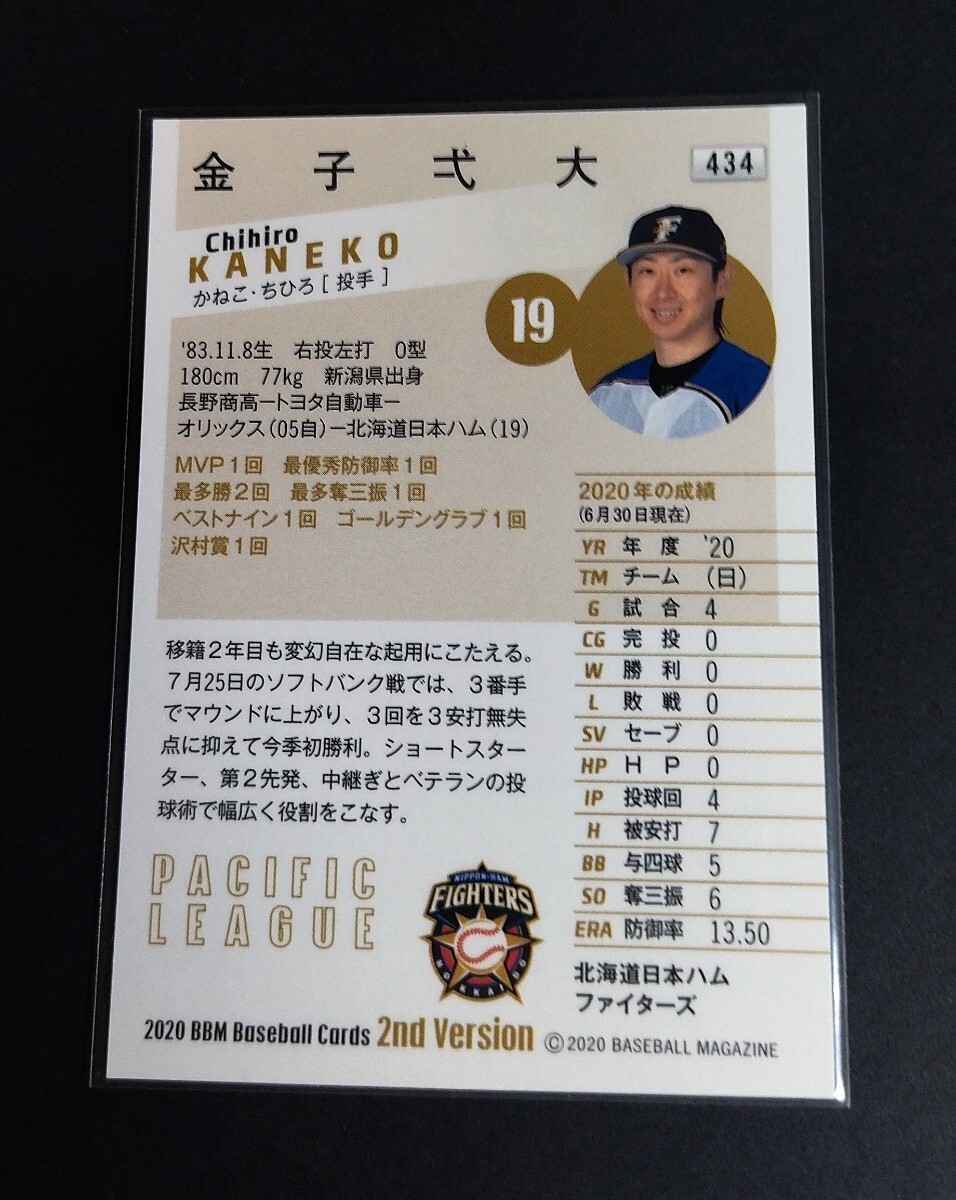 金子弌大 434
Chihiro
KANEKO
かねこ・ちひろ[投手]
19
'83.11.8生 右投左打 O型
180cm 77kg 新潟県出身
長野商高ートヨタ自動車ー
オリックス(05自)ー北海道日本ハム(19)
MVP1回 最優秀防御率1回
最多勝2回 最多奪三振1回
ベストナイン1回 ゴールデングラブ1回
沢村賞1回
2020年の成績
(6月30日現在)
YR 年度 '20
TM チーム (日)
G 試合 4
CG 完投 0
W 勝利 0
L 敗戦 0
SV セーブ 0
HP HP 0
IP 投球回 4
H 被安打 7
BB 与四球 5
SO 奪三振 6
ERA 防御率 13.50
北海道日本ハム
ファイターズ
移籍2年目も変幻自在な起用にこたえる。
7月25日のソフトバンク戦では、3番手
でマウンドに上がり、3回を3安打無失
点に抑えて今季初勝利。ショートスター
ター、第2先発、中継ぎとベテランの投
球術で幅広く役割をこなす。
PACIFIC
LEAGUE
NIPPON-HAM
FIGHTERS
HOKKAIDO
2020 BBM Baseball Cards 2nd Version ©2020 BASEBALL MAGAZINE